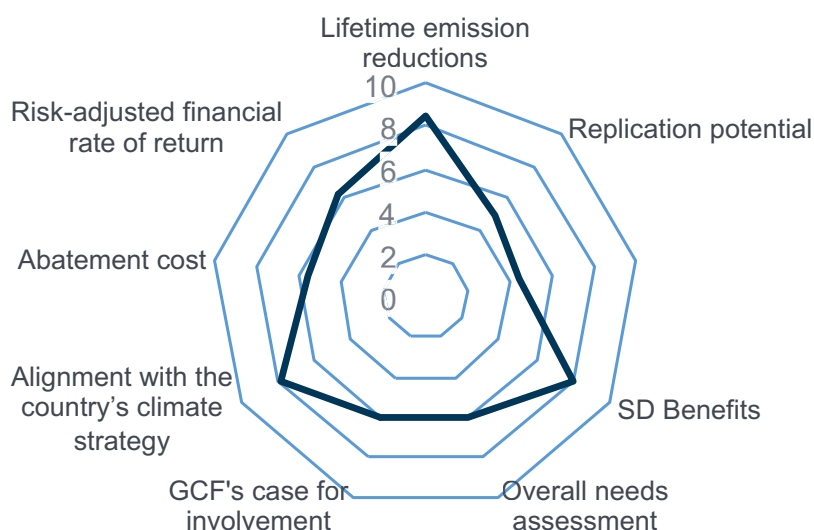 Lifetime emission
reductions
10
8
6
4
2
0
Replication potential
SD Benefits
Overall needs
assessment
GCF's case for
involvement
Alignment with the
country’s climate
strategy
Abatement cost
Risk-adjusted financial
rate of return